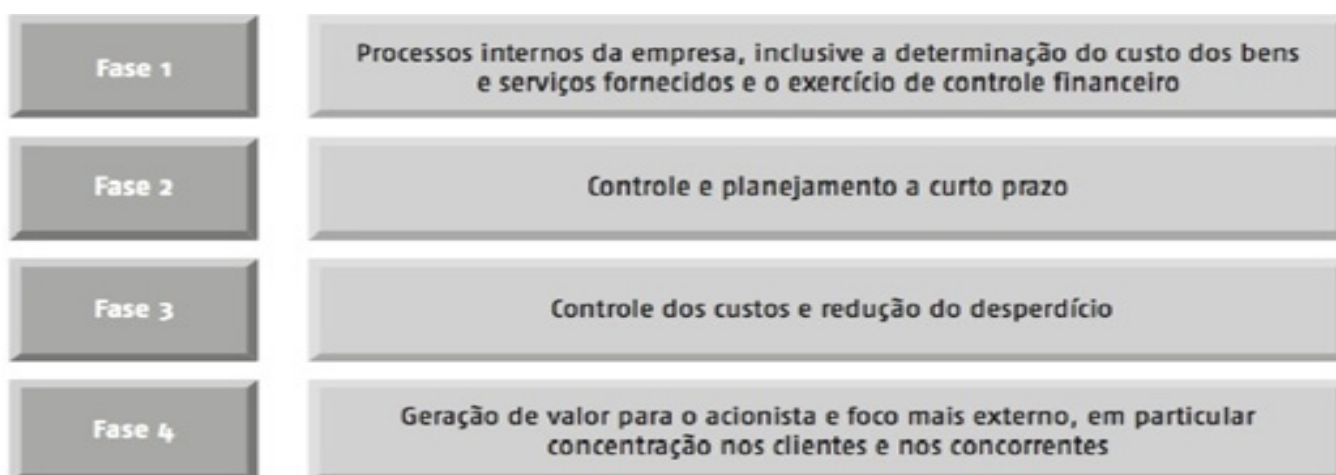 Fase 1
Processos internos da empresa, inclusive a determinação do custo dos bens
e serviços fornecidos e o exercício de controle financeiro
Fase 2
Controle e planejamento a curto prazo
Fase 3
Controle dos custos e redução do desperdício
Fase 4
Geração de valor para o acionista e foco mais externo, em particular
concentração nos clientes e nos concorrentes